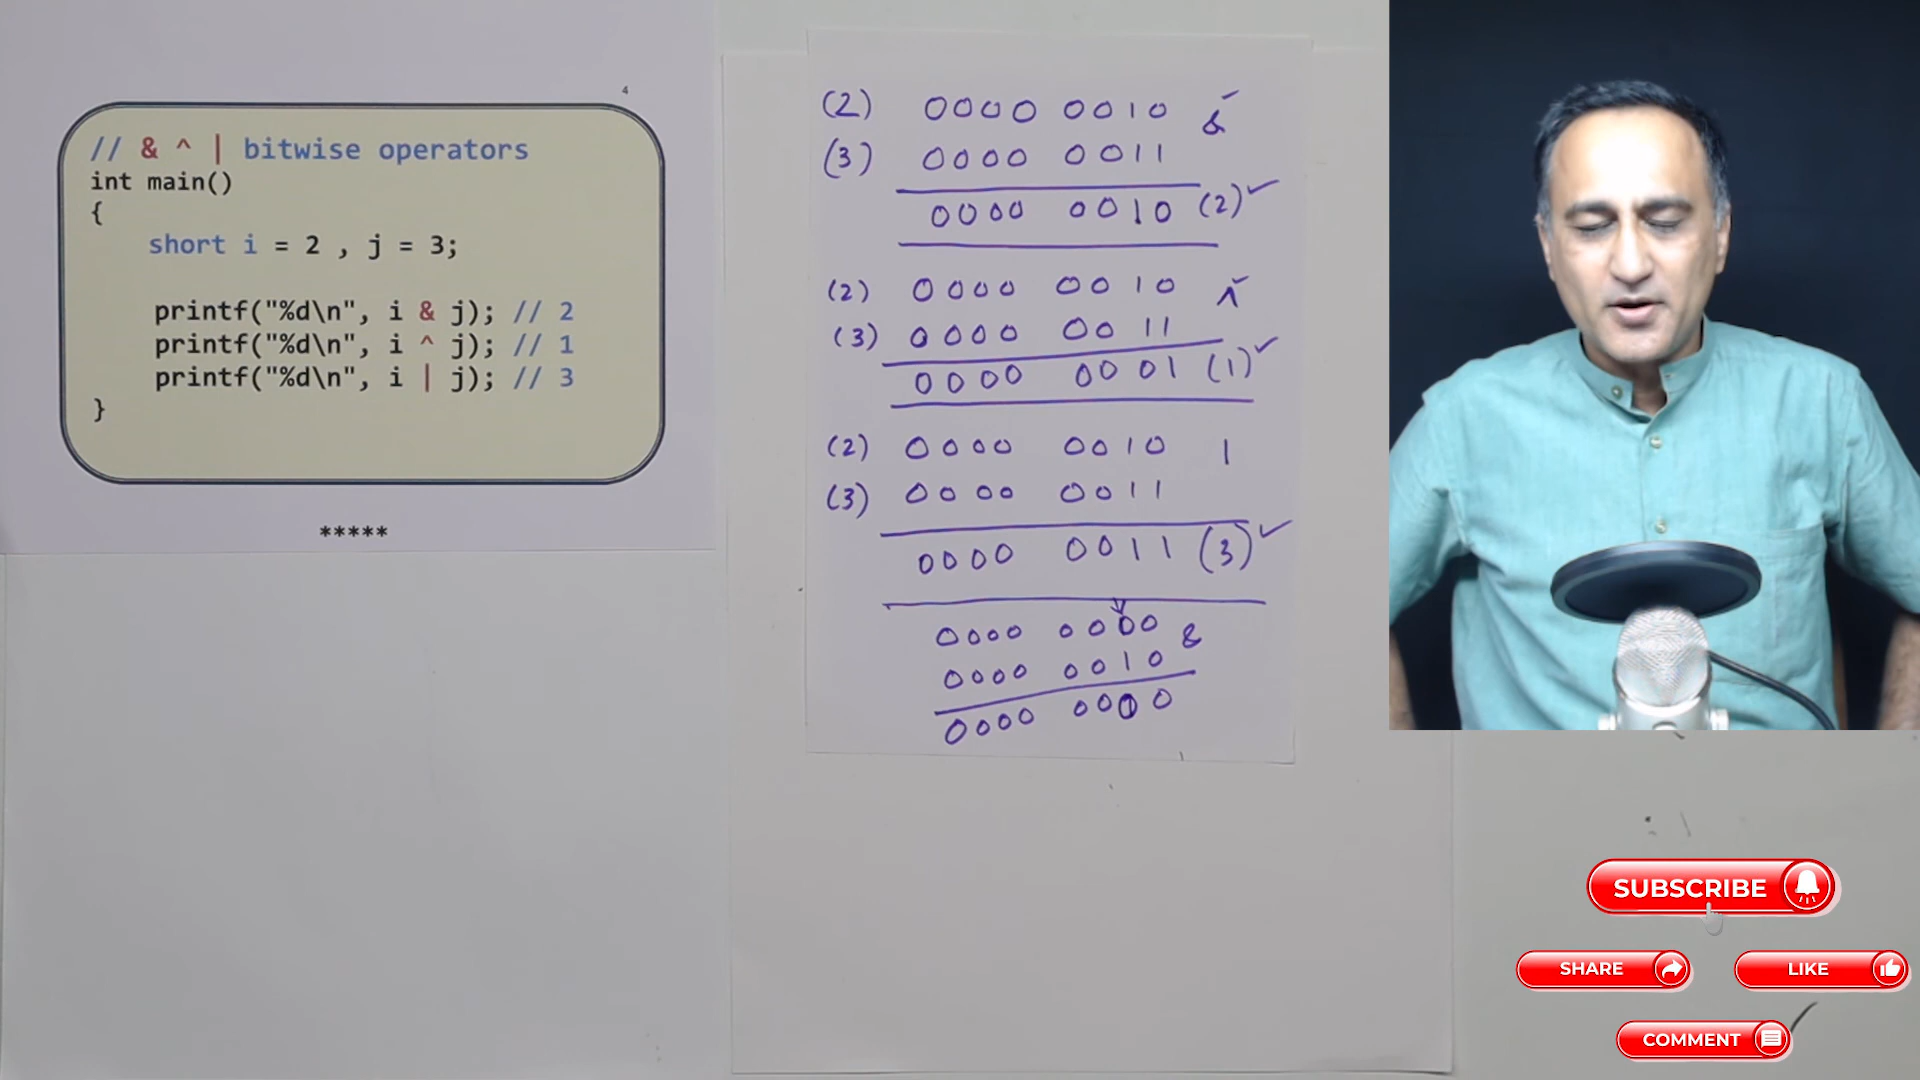 4
// & ^ | bitwise operators
int main()
{
short i = 2 , j = 3;
printf("%d\n", i & j); // 2
printf("%d\n", i ^ j); // 1
printf("%d\n", i | j); // 3
}
*****
(2) 0000 0010 &
(3) 0000 0011
0000 0010 (2) ✓
(2) 0000 0010 ^
(3) 0000 0011
0000 0001 (1) ✓
(2) 0000 0010 |
(3) 0000 0011
0000 0011 (3) ✓
0000 0000 &
0000 0010
0000 0000
SUBSCRIBE
SHARE
LIKE
COMMENT